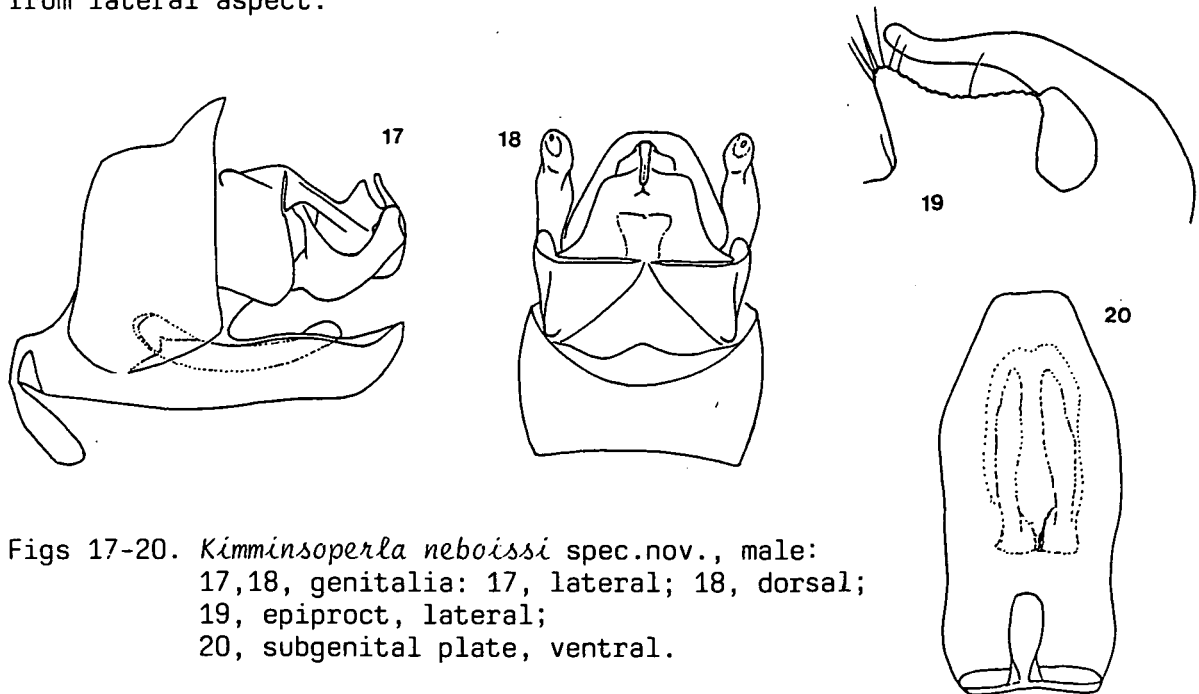 from lateral aspect.
17
18
19
20
Figs 17-20. Kimminsoperla neboissi spec.nov., male:
17,18, genitalia: 17, lateral; 18, dorsal;
19, epiproct, lateral;
20, subgenital plate, ventral.